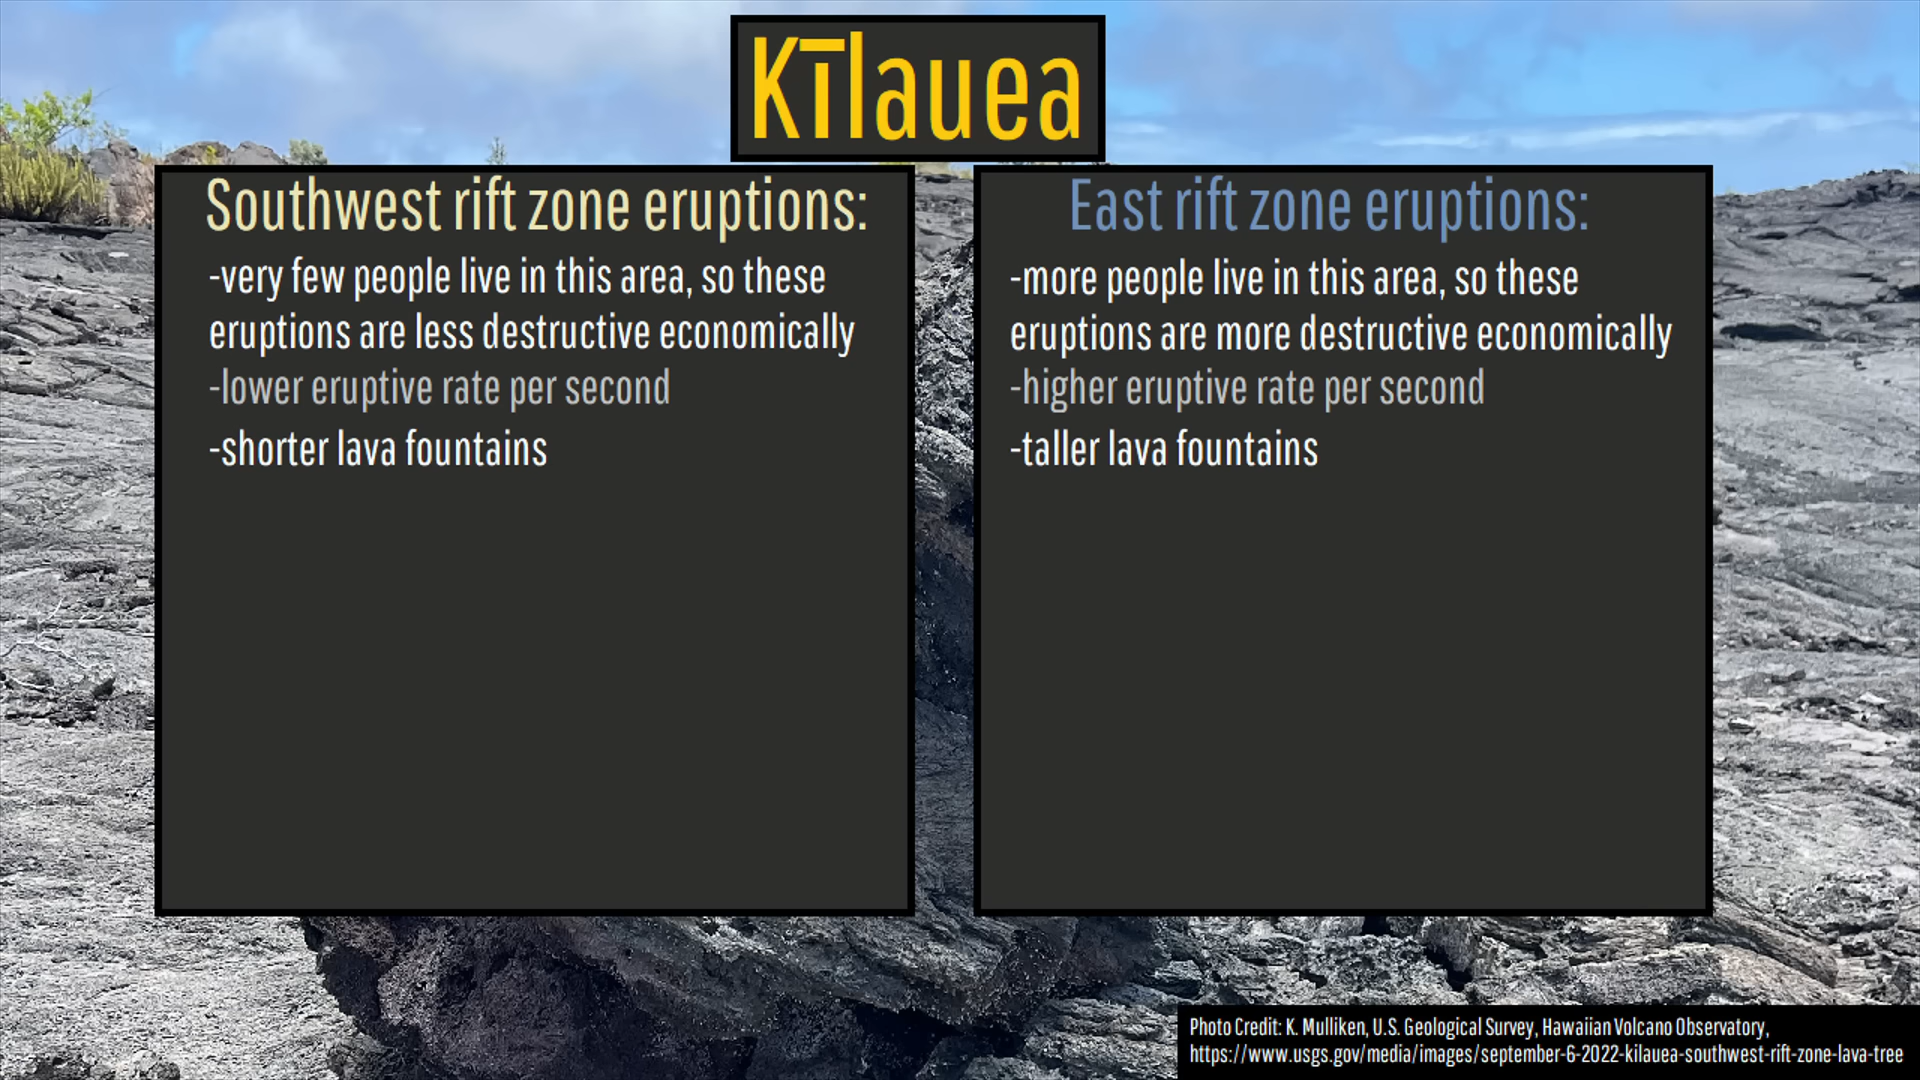 Kīlauea
Southwest rift zone eruptions:
-very few people live in this area, so these
eruptions are less destructive economically
-lower eruptive rate per second
-shorter lava fountains
East rift zone eruptions:
-more people live in this area, so these
eruptions are more destructive economically
-higher eruptive rate per second
-taller lava fountains
Photo Credit: K. Mulliken, U.S. Geological Survey, Hawaiian Volcano Observatory,
https://www.usgs.gov/media/images/september-6-2022-kilauea-southwest-rift-zone-lava-tree